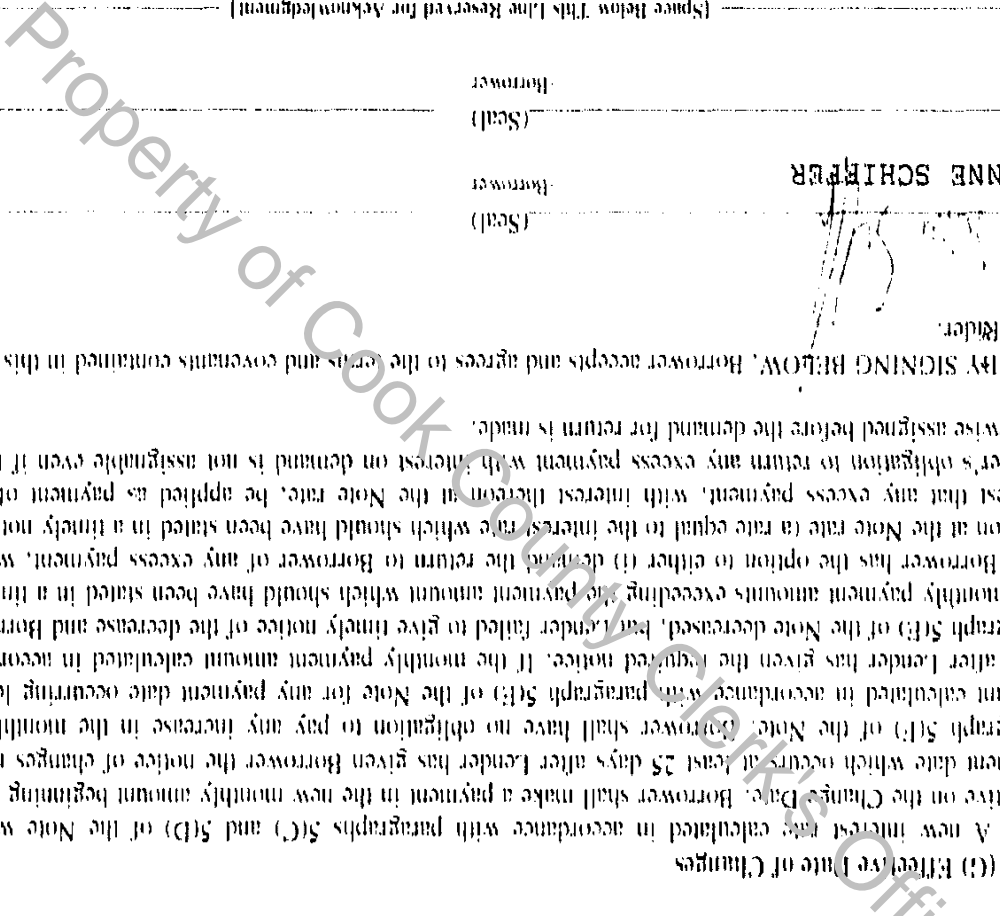 (G) Effective Date of Changes
A new interest rate calculated in accordance with paragraphs 5(C) and 5(D) of the Note w
tive on the Change Date. Borrower shall make a payment in the new monthly amount beginning
ment date which occurs at least 25 days after Lender has given Borrower the notice of changes r
graph 5(F) of the Note. Borrower shall have no obligation to pay any increase in the monthl
unt calculated in accordance with paragraph 5(E) of the Note for any payment date occurring l
after Lender has given the required notice. If the monthly payment amount calculated in accor
graph 5(E) of the Note decreased, but Lender failed to give timely notice of the decrease and Borr
monthly payment amounts exceeding the payment amount which should have been stated in a tim
Borrower has the option to either (i) demand the return to Borrower of any excess payment, w
on at the Note rate (a rate equal to the interest rate which should have been stated in a timely not
est that any excess payment, with interest thereon at the Note rate, be applied as payment of
er's obligation to return any excess payment with interest on demand is not assignable even if
wise assigned before the demand for return is made.
BY SIGNING BELOW, Borrower accepts and agrees to the terms and covenants contained in this
Rider.
(Seal)
NNE SCHIEFER
-Borrower
(Seal)
-Borrower
[Space Below This Line Reserved for Acknowledgment]
Property of Cook County Clerk's Offi